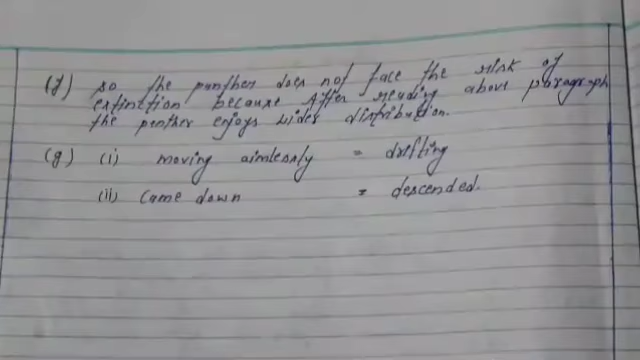 (f) so the panther does not face the risk of
extinction because After reading above paragraph
the panther enjoys wider distribution.
(g) (i) moving aimlessly = drifting
(ii) Came down = descended.